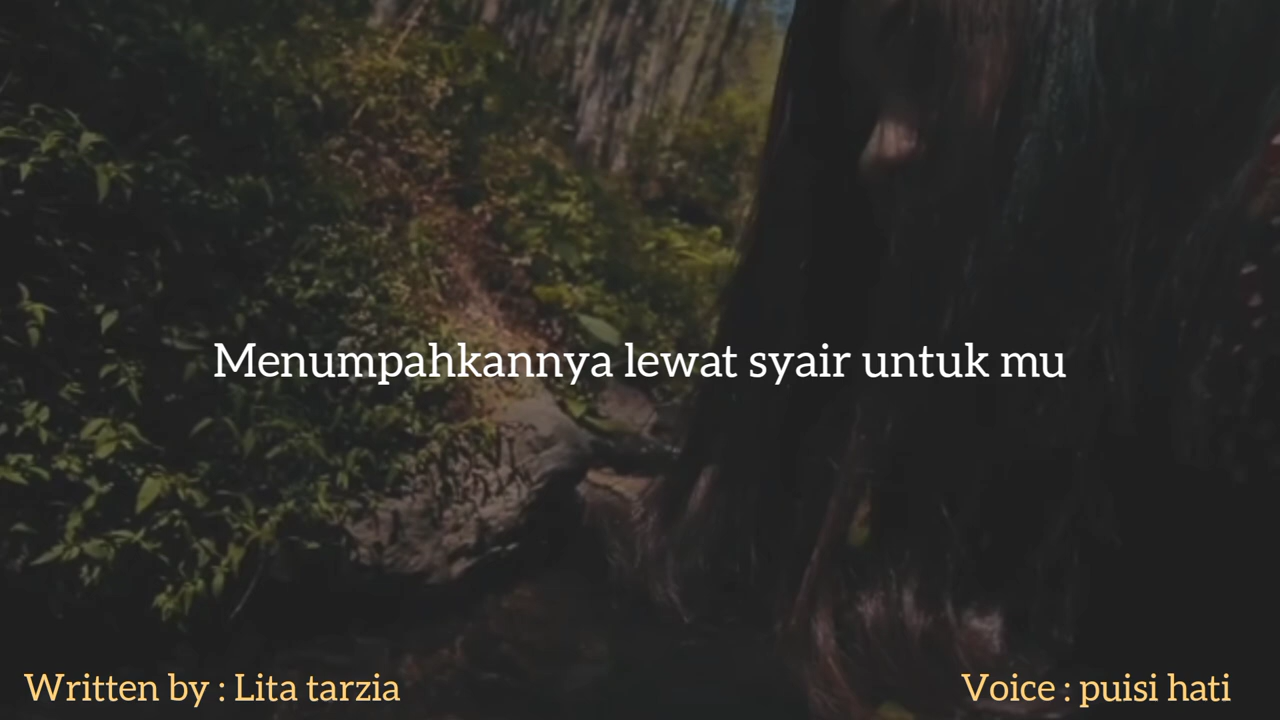 Menumpahkannya lewat syair untuk mu
Written by : Lita tarzia
Voice : puisi hati